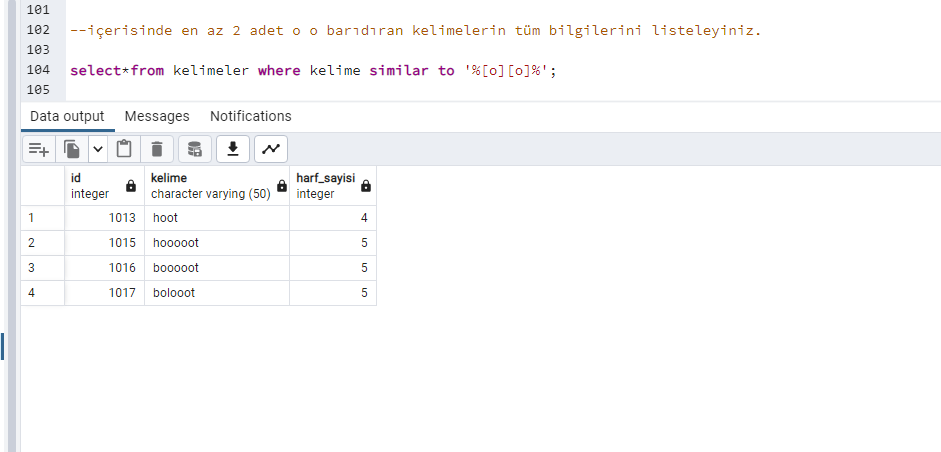 101
102 --içerisinde en az 2 adet o o barıdıran kelimelerin tüm bilgilerini listeleyiniz.
103
104 select*from kelimeler where kelime similar to '%[o][o]%';
105
Data output Messages Notifications
id kelime harf_sayisi
integer character varying (50) integer
1 1013 hoot 4
2 1015 hooooot 5
3 1016 booooot 5
4 1017 bolooot 5